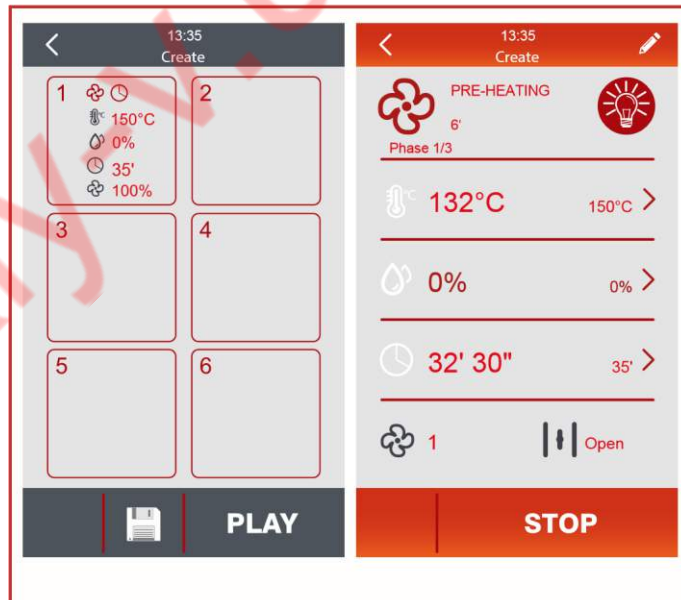 13:35
Create
1
150°C
0%
35'
100%
2
3
4
5
6
PLAY
13:35
Create
PRE-HEATING
6'
Phase 1/3
132°C
150°C
0%
0%
32' 30"
35'
1
Open
STOP